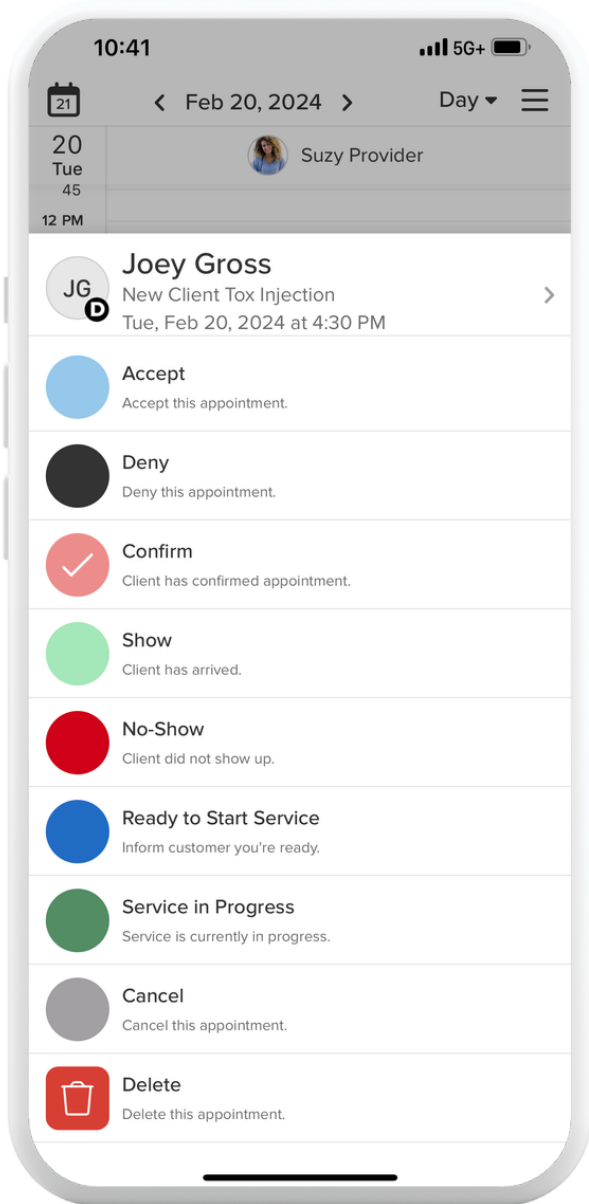 10:41
5G+
21
Feb 20, 2024
Day
20
Tue
45
12 PM
Suzy Provider
JG
D
Joey Gross
New Client Tox Injection
Tue, Feb 20, 2024 at 4:30 PM
Accept
Accept this appointment.
Deny
Deny this appointment.
Confirm
Client has confirmed appointment.
Show
Client has arrived.
No-Show
Client did not show up.
Ready to Start Service
Inform customer you're ready.
Service in Progress
Service is currently in progress.
Cancel
Cancel this appointment.
Delete
Delete this appointment.